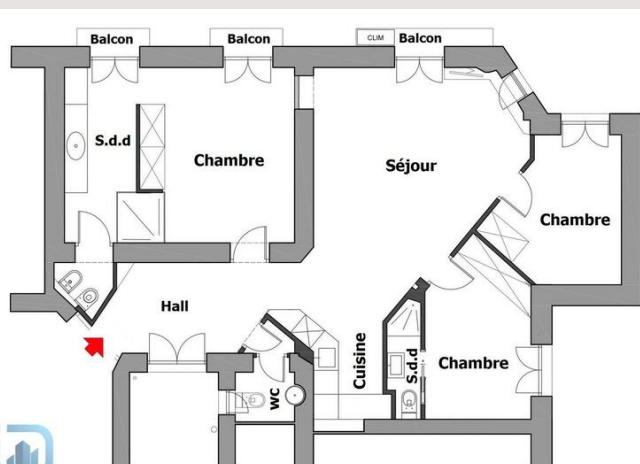 Balcon
Balcon
CLIM
Balcon
S.d.d
Chambre
Séjour
Chambre
Hall
Cuisine
S.d.d
Chambre
WC